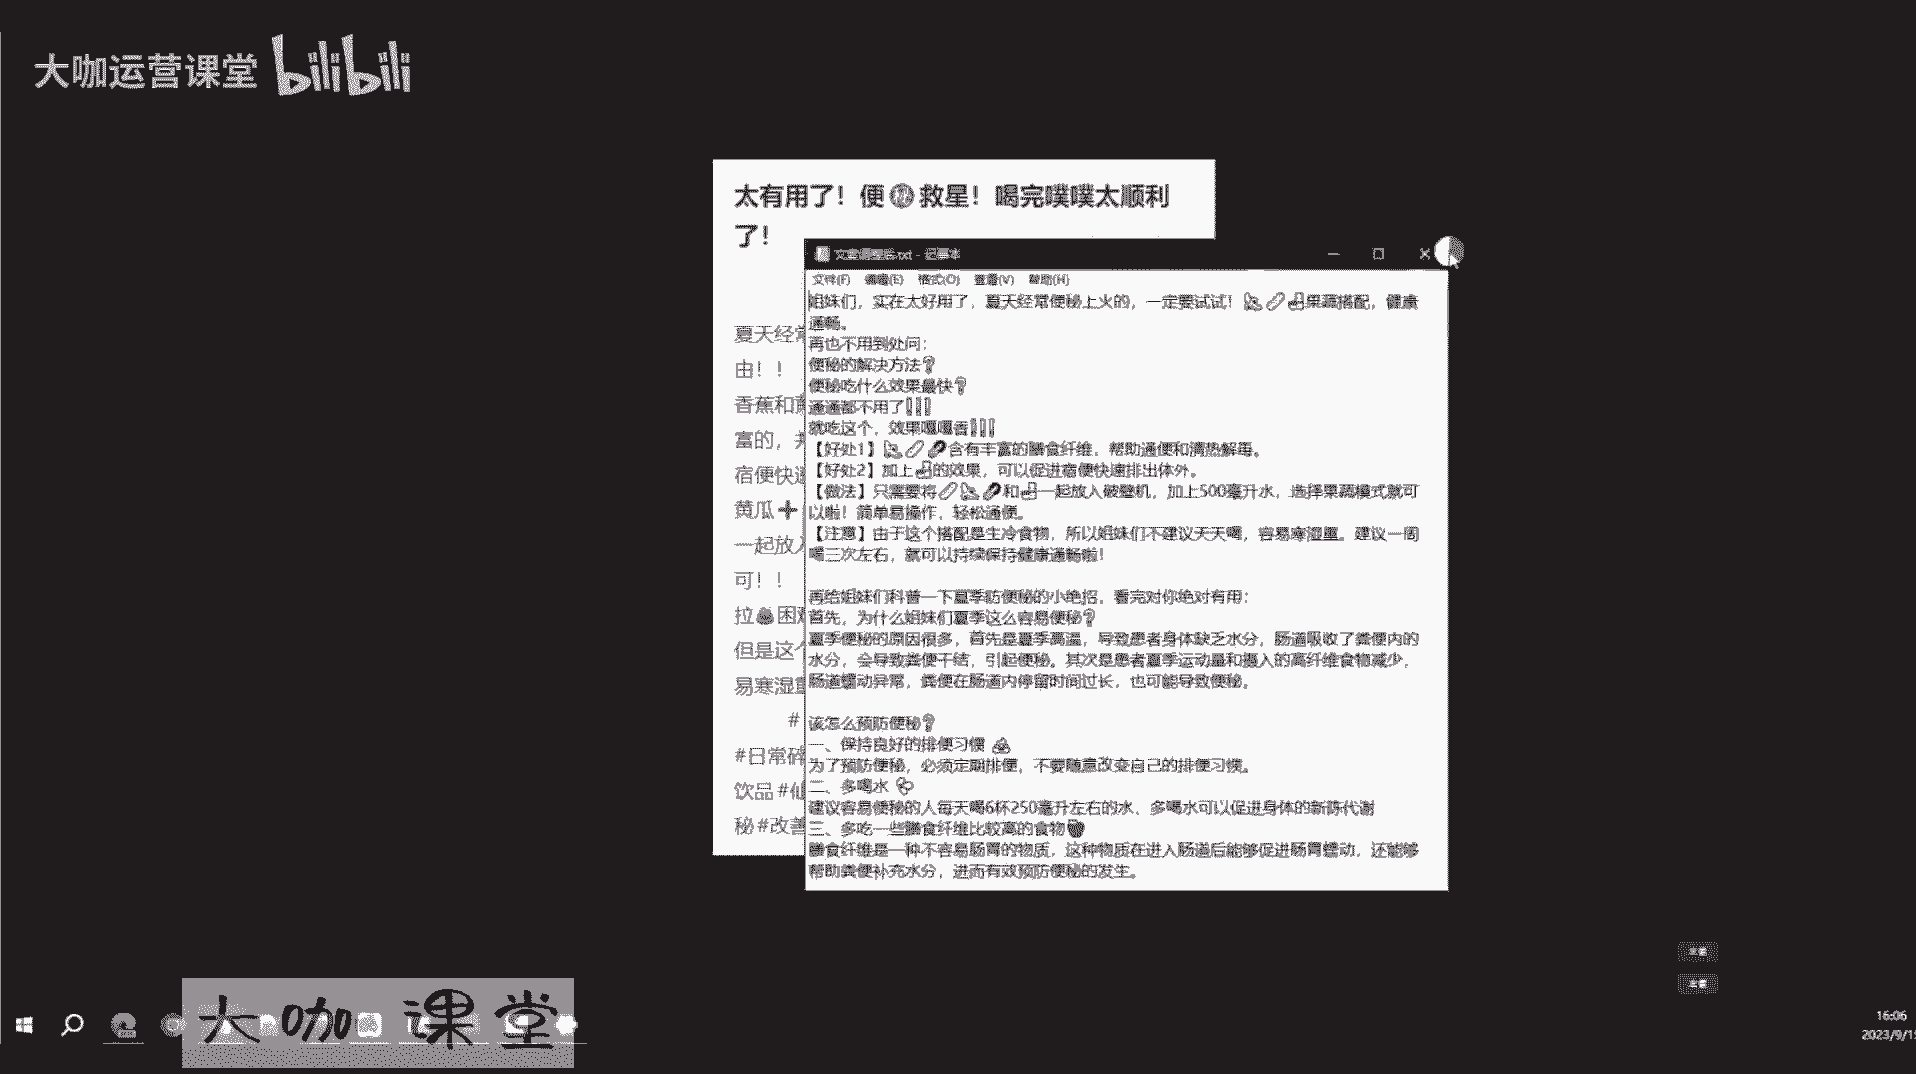 大咖运营课堂 bilibili
太有用了！便㊙救星！喝完噗噗太顺利
了！
夏天经常
由！！
香蕉和
富的，
宿便快速
黄瓜➕
一起放入
可！！
拉💩困难
但是这个
易寒湿重
#
#日常碎
饮品#仙
秘#改善
文案调整后.txt - 记事本
文件(F) 编辑(E) 格式(O) 查看(V) 帮助(H)
姐妹们，实在太好用了，夏天经常便秘上火的，一定要试试！果蔬搭配，健康
通畅。
再也不用到处问：
便秘的解决方法❓
便秘吃什么效果最快❓
通通都不用了❗❗❗
就吃这个，效果嘎嘎香❗❗❗
【好处1】含有丰富的膳食纤维，帮助通便和清热解毒。
【好处2】加上的效果，可以促进宿便快速排出体外。
【做法】只需要将和一起放入破壁机，加上500毫升水，选择果蔬模式就可
以啦！简单易操作，轻松通便。
【注意】由于这个搭配是生冷食物，所以姐妹们不建议天天喝，容易寒湿重。建议一周
喝三次左右，就可以持续保持健康通畅啦！
再给姐妹们科普一下夏季防便秘的小绝招，看完对你绝对有用：
首先，为什么姐妹们夏季这么容易便秘❓
夏季便秘的原因很多，首先是夏季高温，导致患者身体缺乏水分，肠道吸收了粪便内的
水分，会导致粪便干结，引起便秘。其次是患者夏季运动量和摄入的高纤维食物减少，
肠道蠕动异常，粪便在肠道内停留时间过长，也可能导致便秘。
该怎么预防便秘❓
一、保持良好的排便习惯 💩
为了预防便秘，必须定期排便，不要随意改变自己的排便习惯。
二、多喝水
建议容易便秘的人每天喝6杯250毫升左右的水，多喝水可以促进身体的新陈代谢
三、多吃一些膳食纤维比较高的食物
膳食纤维是一种不容易肠胃的物质，这种物质在进入肠道后能够促进肠胃蠕动，还能够
帮助粪便补充水分，进而有效预防便秘的发生。
大咖课堂
16:06
2023/9/15